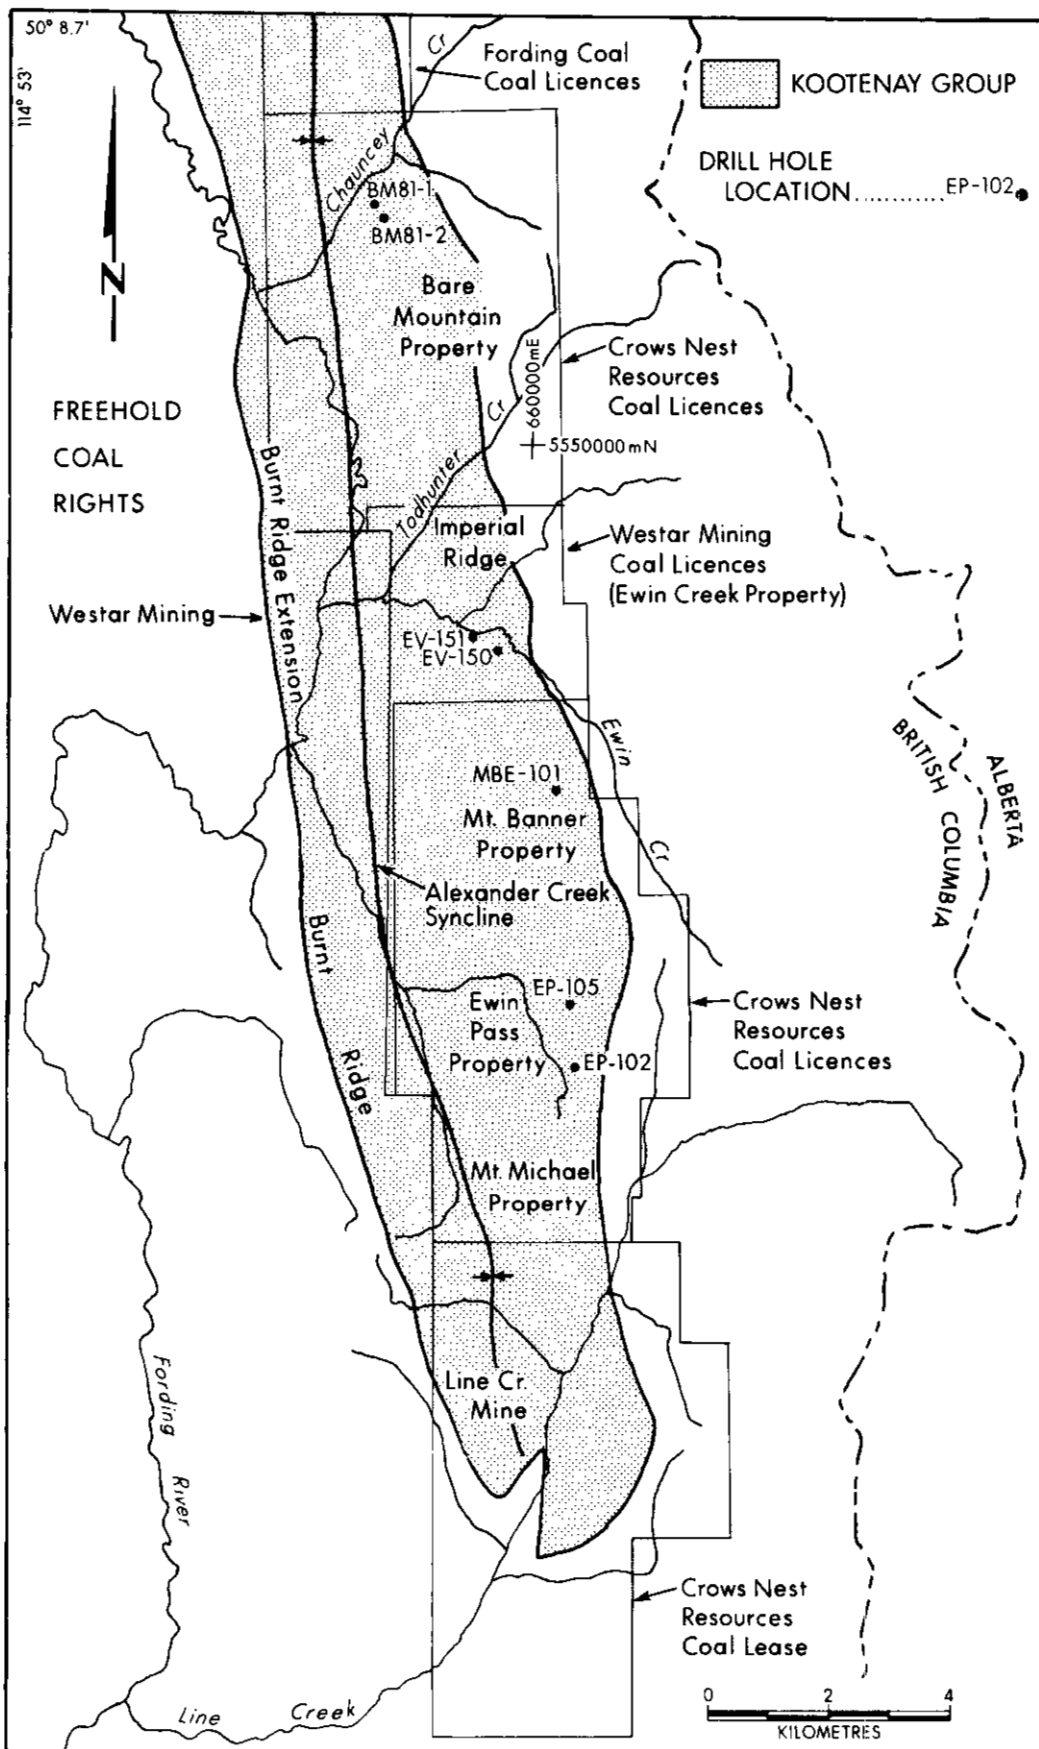 50° 8.7'
114° 53'
N
Cr
Fording Coal
Coal Licences
KOOTENAY GROUP
DRILL HOLE
LOCATION............ EP-102
Chauncey
BM81-1
BM81-2
Bare
Mountain
Property
Crows Nest
Resources
Coal Licences
660000mE
5550000mN
FREEHOLD
COAL
RIGHTS
Cr
Todhunter
Burnt Ridge Extension
Imperial
Ridge
Westar Mining
Coal Licences
(Ewin Creek Property)
Westar Mining
EV-151
EV-150
Ewin
Cr
MBE-101
Mt. Banner
Property
BRITISH COLUMBIA
ALBERTA
Alexander Creek
Syncline
Burnt
Ridge
EP-105
Ewin
Pass
Property
EP-102
Crows Nest
Resources
Coal Licences
Mt. Michael
Property
Fording
River
Line Cr.
Mine
Crows Nest
Resources
Coal Lease
Line Creek
0 2 4
KILOMETRES